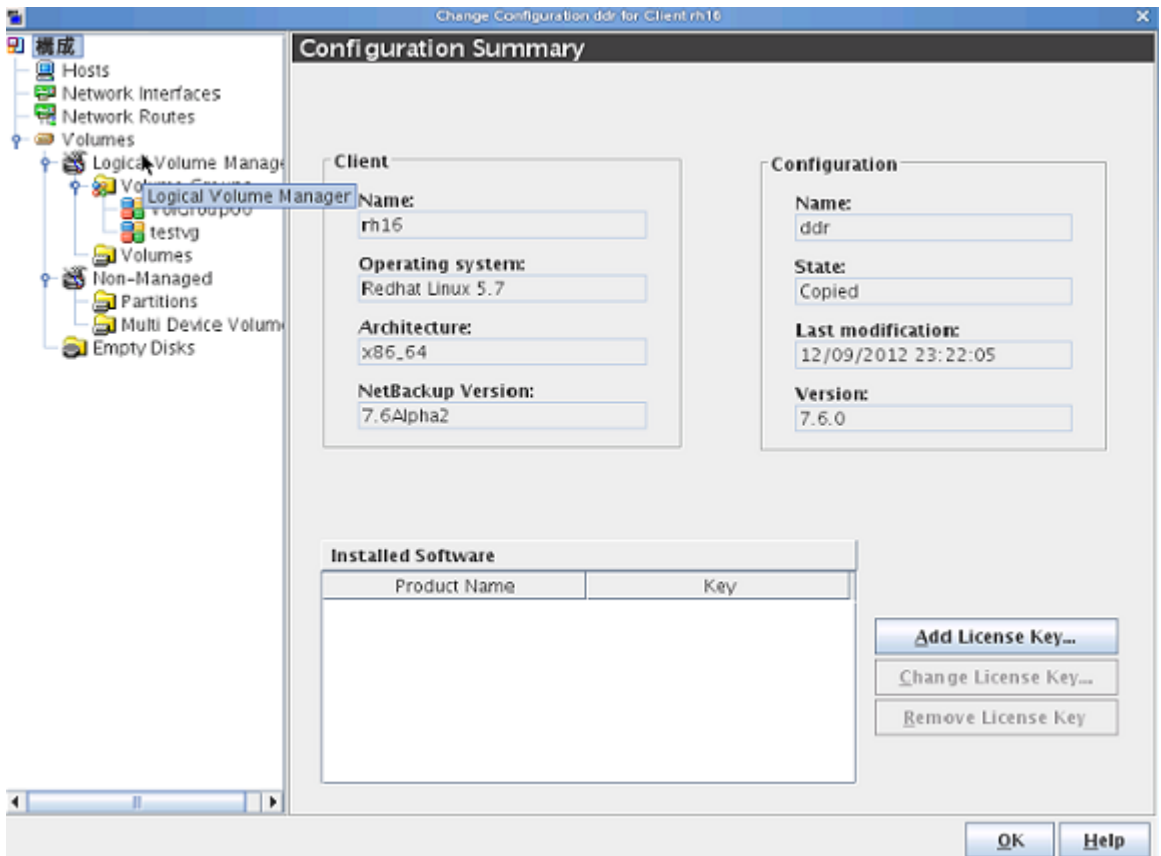 Change Configuration ddr for Client rh16
構成
Hosts
Network Interfaces
Network Routes
Volumes
Logical Volume Manage
Logical Volume Manager
VolGroup00
testvg
Volumes
Non-Managed
Partitions
Multi Device Volum
Empty Disks
Configuration Summary
Client
Name:
rh16
Operating system:
Redhat Linux 5.7
Architecture:
x86_64
NetBackup Version:
7.6Alpha2
Configuration
Name:
ddr
State:
Copied
Last modification:
12/09/2012 23:22:05
Version:
7.6.0
Installed Software
Product Name Key
Add License Key...
Change License Key...
Remove License Key
OK Help